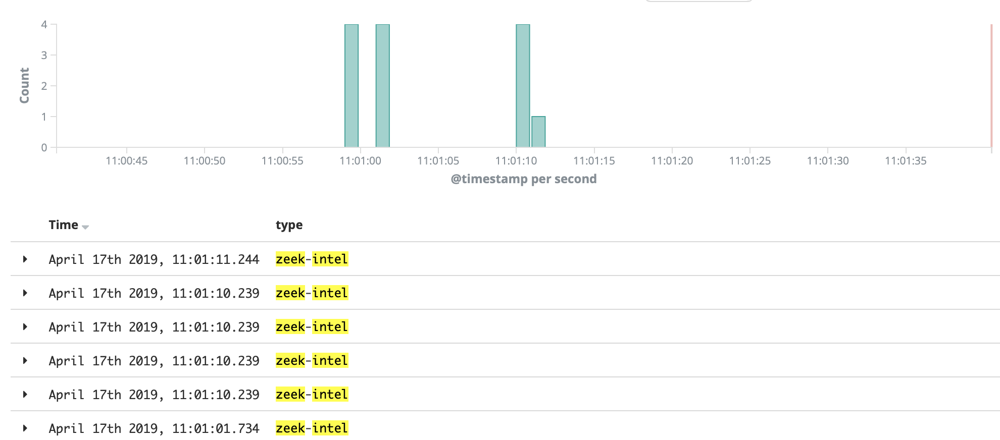 4
3
2
1
0
Count
11:00:45 11:00:50 11:00:55 11:01:00 11:01:05 11:01:10 11:01:15 11:01:20 11:01:25 11:01:30 11:01:35
@timestamp per second
Time type
April 17th 2019, 11:01:11.244 zeek-intel
April 17th 2019, 11:01:10.239 zeek-intel
April 17th 2019, 11:01:10.239 zeek-intel
April 17th 2019, 11:01:10.239 zeek-intel
April 17th 2019, 11:01:10.239 zeek-intel
April 17th 2019, 11:01:01.734 zeek-intel